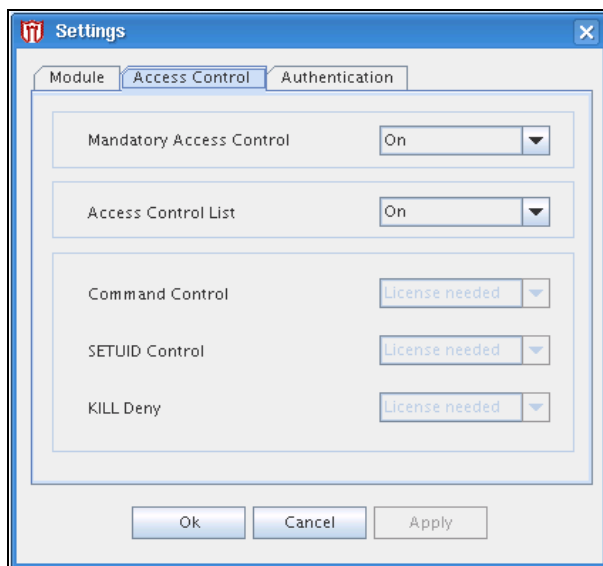 Settings
Module Access Control Authentication
Mandatory Access Control On
Access Control List On
Command Control License needed
SETUID Control License needed
KILL Deny License needed
Ok Cancel Apply